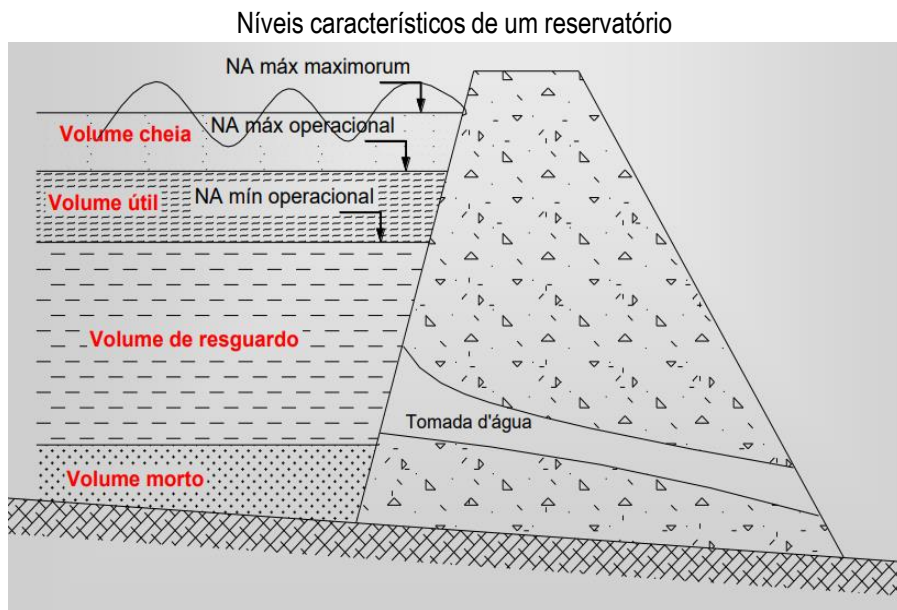 Níveis característicos de um reservatório
NA máx maximorum
Volume cheia
NA máx operacional
Volume útil
NA mín operacional
Volume de resguardo
Tomada d'água
Volume morto